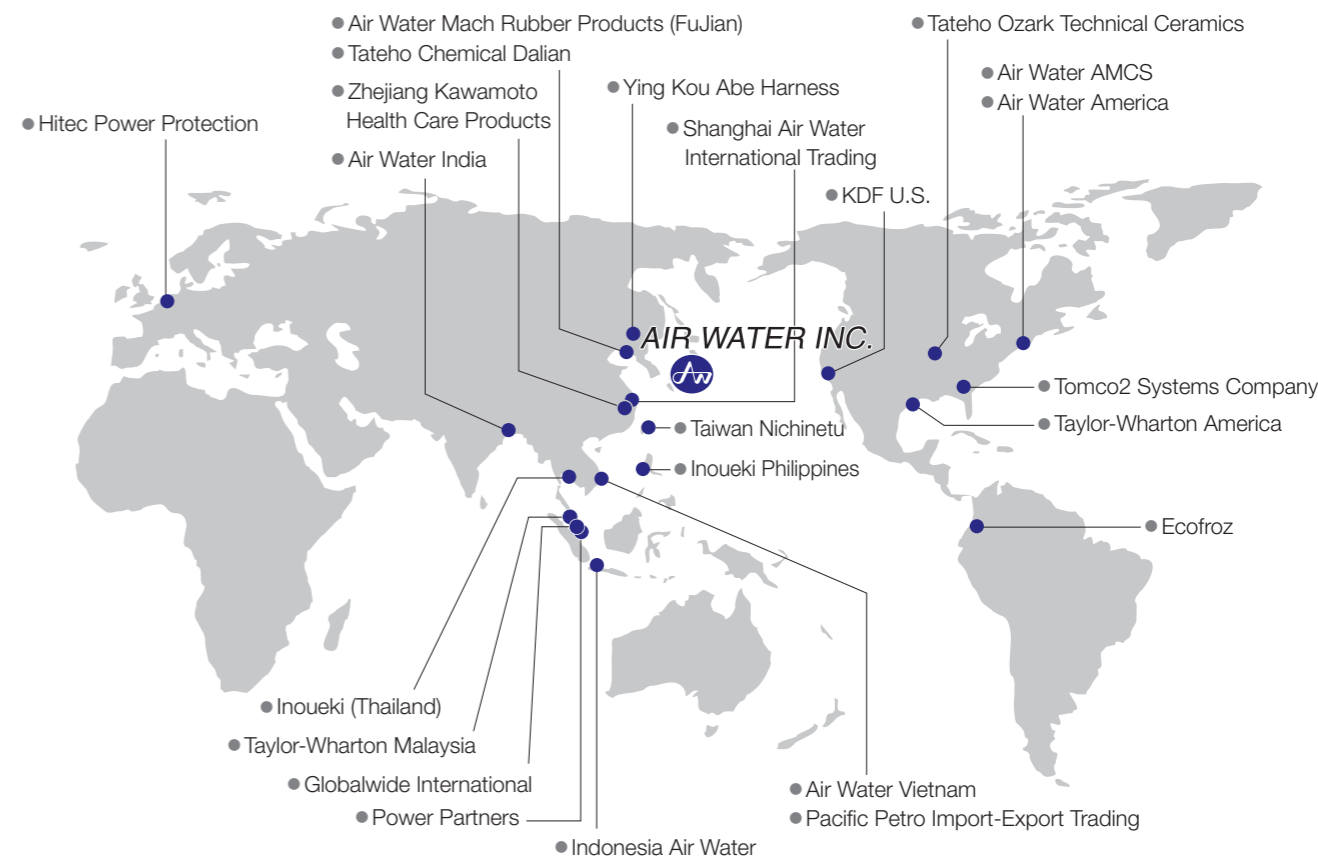 Air Water Mach Rubber Products (FuJian)
Tateho Chemical Dalian
Zhejiang Kawamoto
Health Care Products
Air Water India
Hitec Power Protection
Ying Kou Abe Harness
Shanghai Air Water
International Trading
KDF U.S.
Tateho Ozark Technical Ceramics
Air Water AMCS
Air Water America
AIR WATER INC.
AW
Tomco2 Systems Company
Taylor-Wharton America
Taiwan Nichinetu
Inoueki Philippines
Ecofroz
Inoueki (Thailand)
Taylor-Wharton Malaysia
Globalwide International
Power Partners
Indonesia Air Water
Air Water Vietnam
Pacific Petro Import-Export Trading